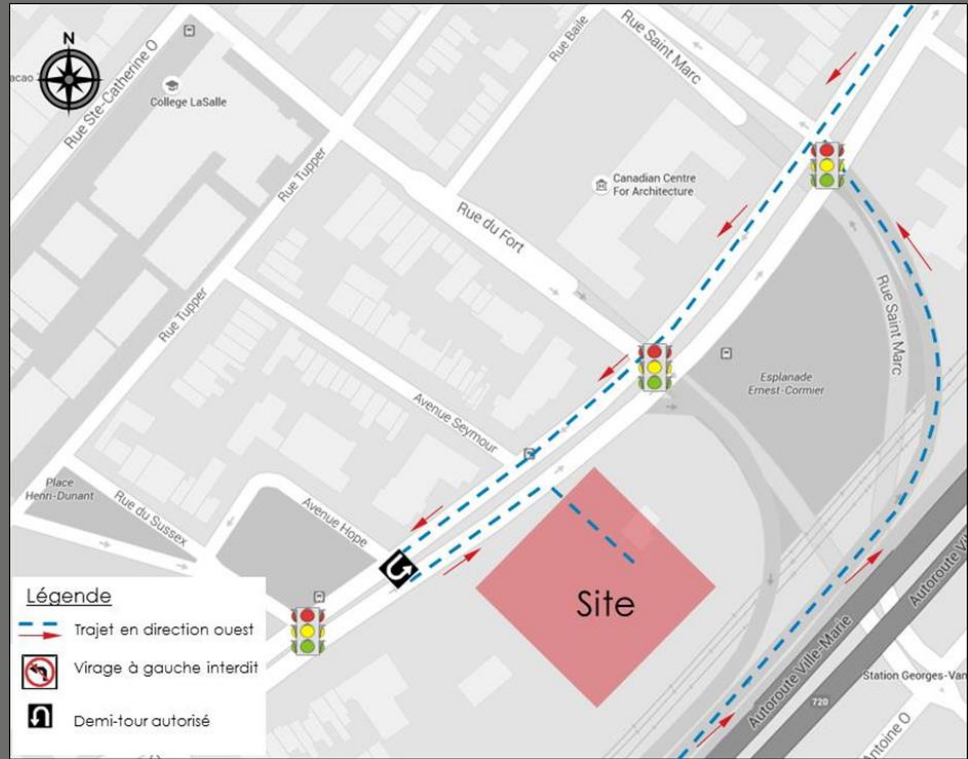 N
Rue Ste-Catherine O
College LaSalle
Rue Tupper
Rue Baile
Rue Saint Marc
Canadian Centre
For Architecture
Rue du Fort
Rue Tupper
Avenue Seymour
Rue Saint Marc
Esplanade
Ernest-Cormier
Place
Henri-Dunant
Rue du Sussex
Avenue Hope
Site
Autoroute Ville-Marie
720
Station Georges-Van
Antoine O
Légende
Trajet en direction ouest
Virage à gauche interdit
Demi-tour autorisé